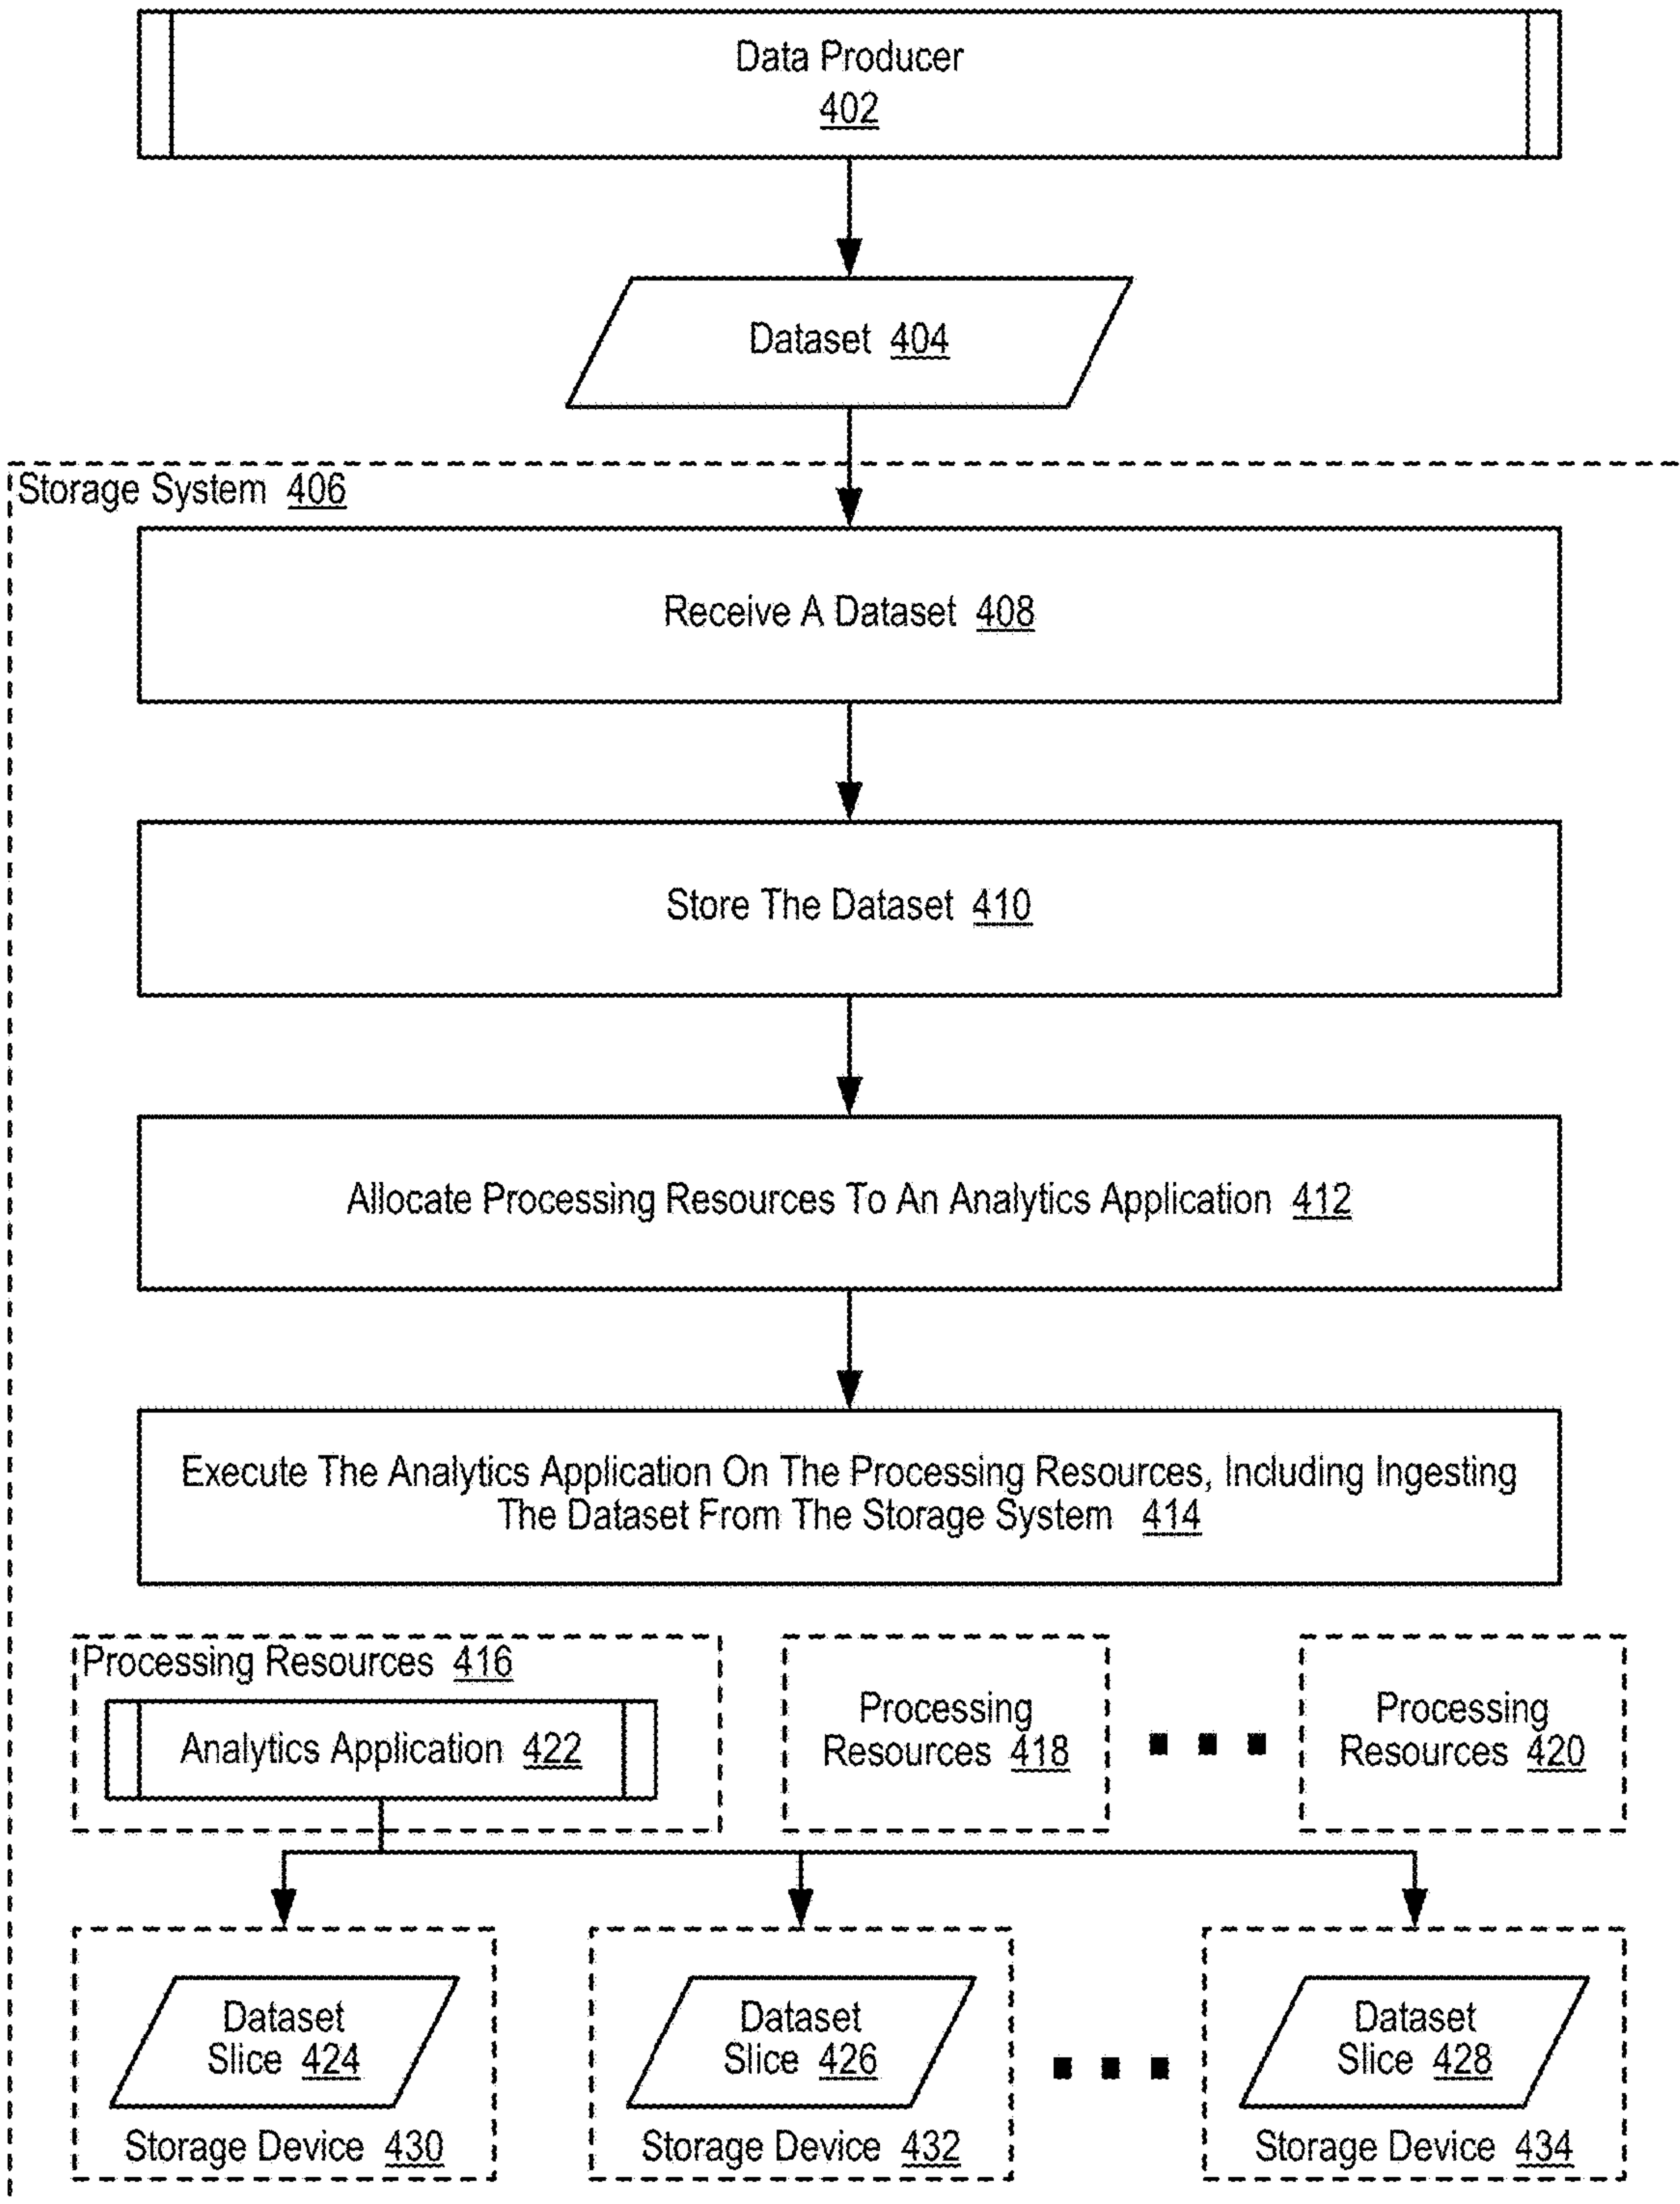 Data Producer
402
Dataset 404
Storage System 406
Receive A Dataset 408
Store The Dataset 410
Allocate Processing Resources To An Analytics Application 412
Execute The Analytics Application On The Processing Resources, Including Ingesting
The Dataset From The Storage System 414
Processing Resources 416
Analytics Application 422
Processing
Resources 418
Processing
Resources 420
Dataset
Slice 424
Storage Device 430
Dataset
Slice 426
Storage Device 432
Dataset
Slice 428
Storage Device 434